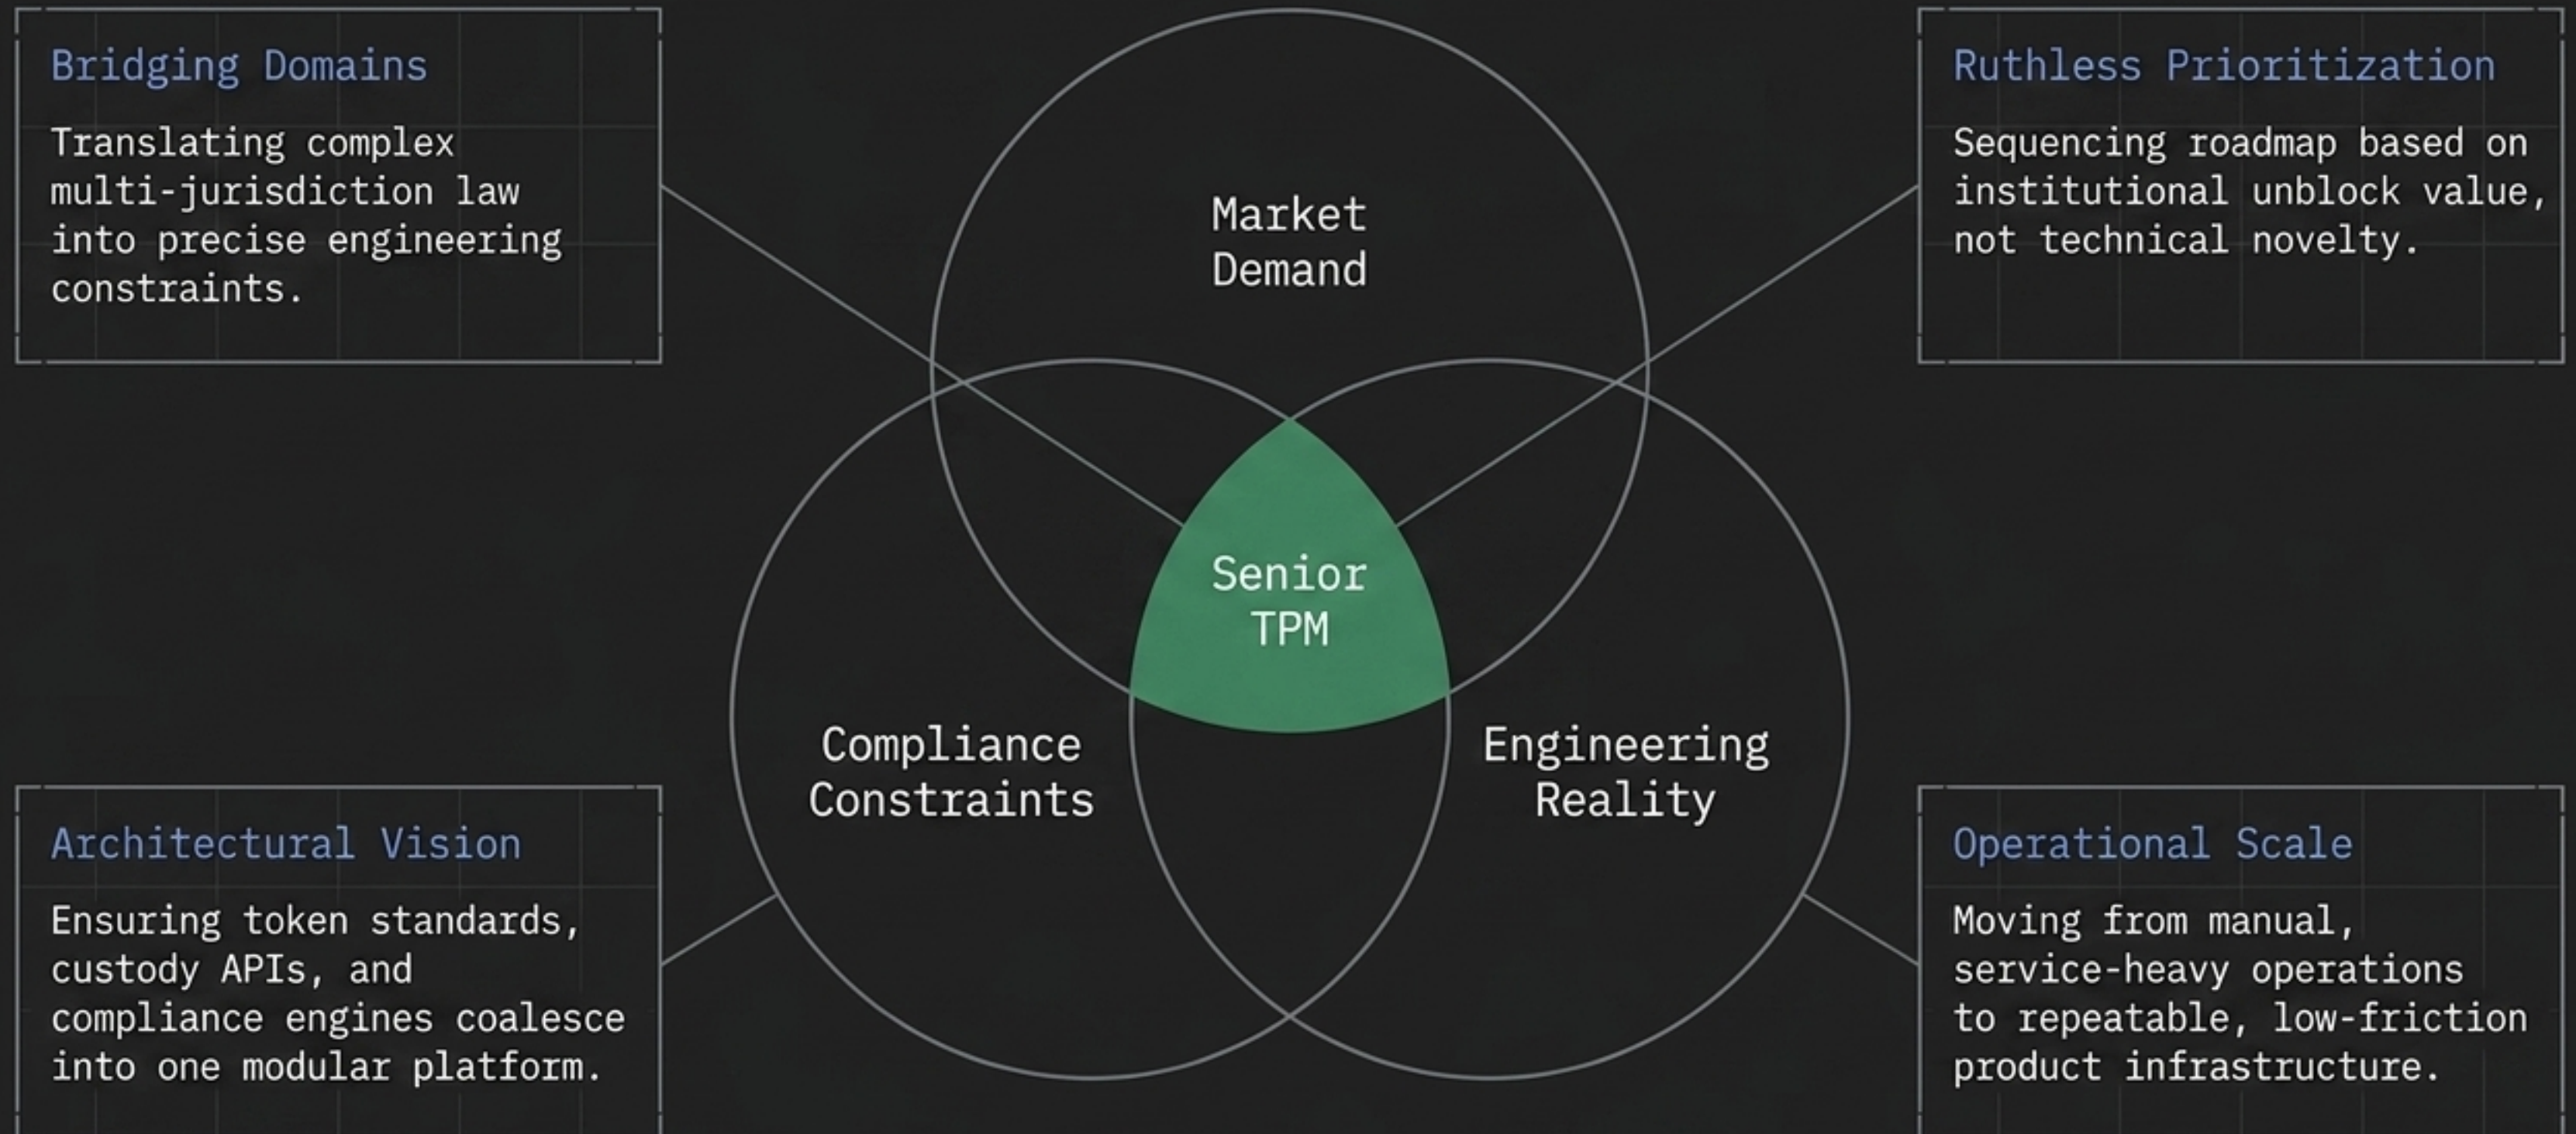 Bridging Domains
Translating complex
multi-jurisdiction law
into precise engineering
constraints.
Market
Demand
Ruthless Prioritization
Sequencing roadmap based on
institutional unblock value,
not technical novelty.
Senior
TPM
Compliance
Constraints
Engineering
Reality
Architectural Vision
Ensuring token standards,
custody APIs, and
compliance engines coalesce
into one modular platform.
Operational Scale
Moving from manual,
service-heavy operations
to repeatable, low-friction
product infrastructure.